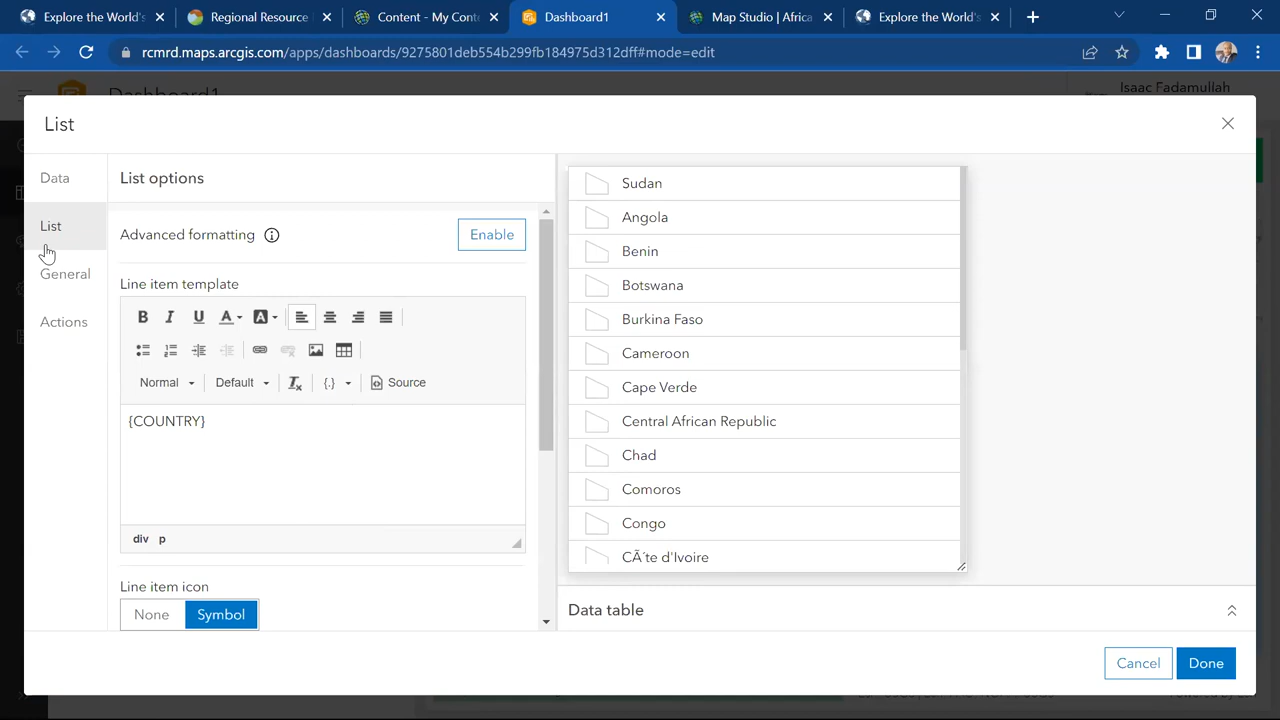 Explore the World's
Regional Resource
Content - My Conte
Dashboard1
Map Studio | Africa
Explore the World's
rcmrd.maps.arcgis.com/apps/dashboards/9275801deb554b299fb184975d312dff#mode=edit
Dashboard1
Isaac Fadamullah
List
Data
List
General
Actions
List options
Advanced formatting
Enable
Line item template
B I U A A
Normal
Default
{.}
Source
{COUNTRY}
div p
Line item icon
None
Symbol
Sudan
Angola
Benin
Botswana
Burkina Faso
Cameroon
Cape Verde
Central African Republic
Chad
Comoros
Congo
CÃ´te d'Ivoire
Data table
Cancel
Done